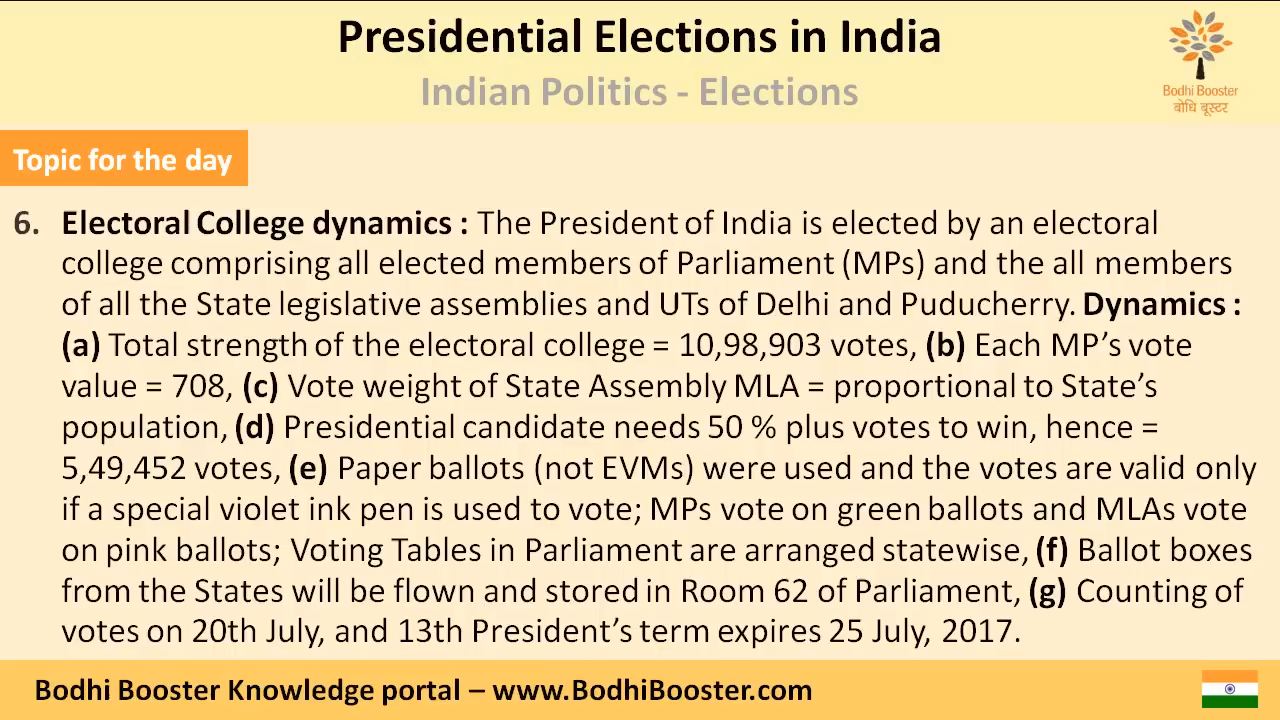 Presidential Elections in India
Indian Politics - Elections
Bodhi Booster
बोधि बूस्टर
Topic for the day
6. Electoral College dynamics : The President of India is elected by an electoral
college comprising all elected members of Parliament (MPs) and the all members
of all the State legislative assemblies and UTs of Delhi and Puducherry. Dynamics :
(a) Total strength of the electoral college = 10,98,903 votes, (b) Each MP’s vote
value = 708, (c) Vote weight of State Assembly MLA = proportional to State’s
population, (d) Presidential candidate needs 50 % plus votes to win, hence =
5,49,452 votes, (e) Paper ballots (not EVMs) were used and the votes are valid only
if a special violet ink pen is used to vote; MPs vote on green ballots and MLAs vote
on pink ballots; Voting Tables in Parliament are arranged statewise, (f) Ballot boxes
from the States will be flown and stored in Room 62 of Parliament, (g) Counting of
votes on 20th July, and 13th President’s term expires 25 July, 2017.
Bodhi Booster Knowledge portal – www.BodhiBooster.com